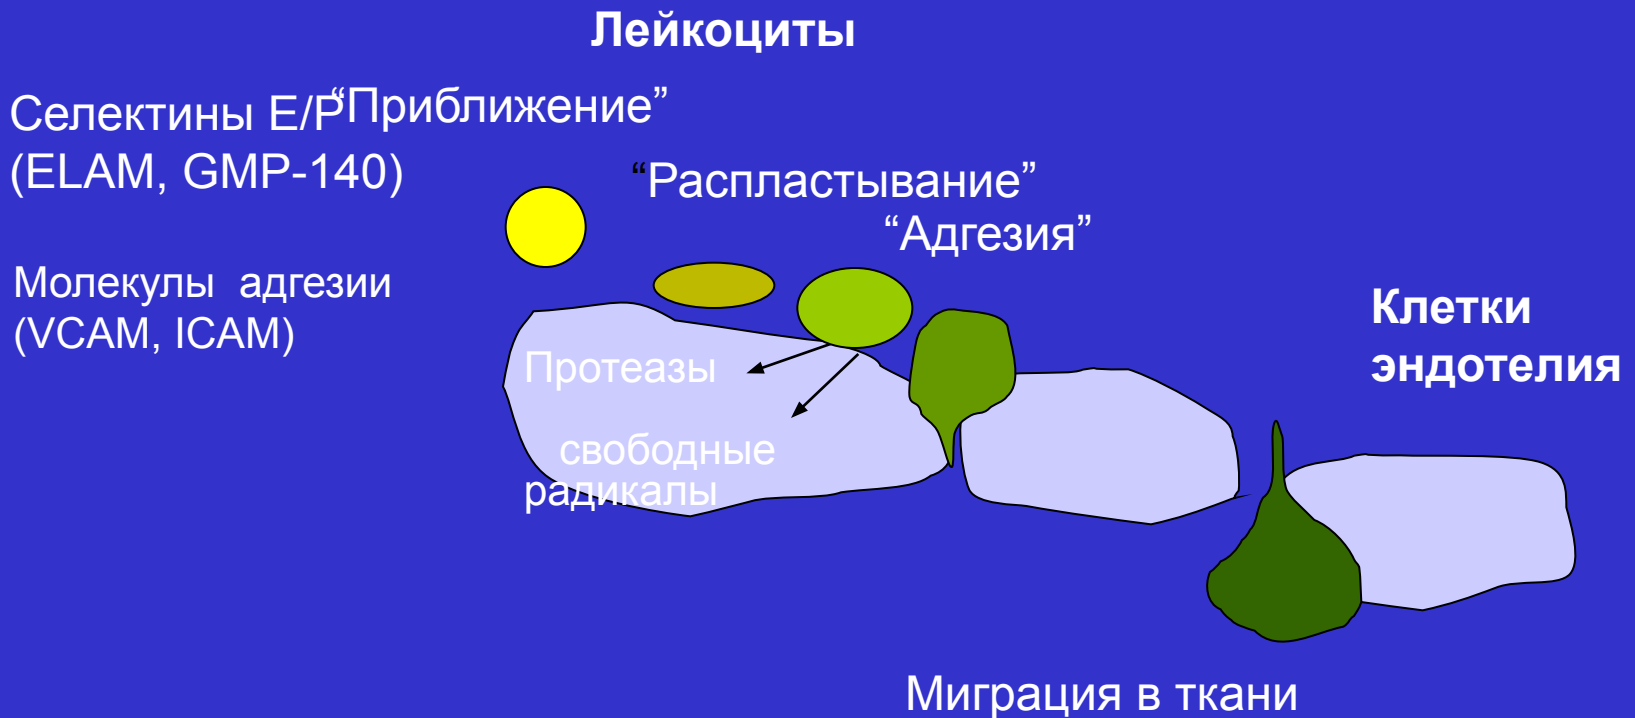 Лейкоциты
Селектины E/P
(ELAM, GMP-140)
“Приближение”
“Распластывание”
“Адгезия”
Молекулы адгезии
(VCAM, ICAM)
Клетки
эндотелия
Протеазы
свободные
радикалы
Миграция в ткани